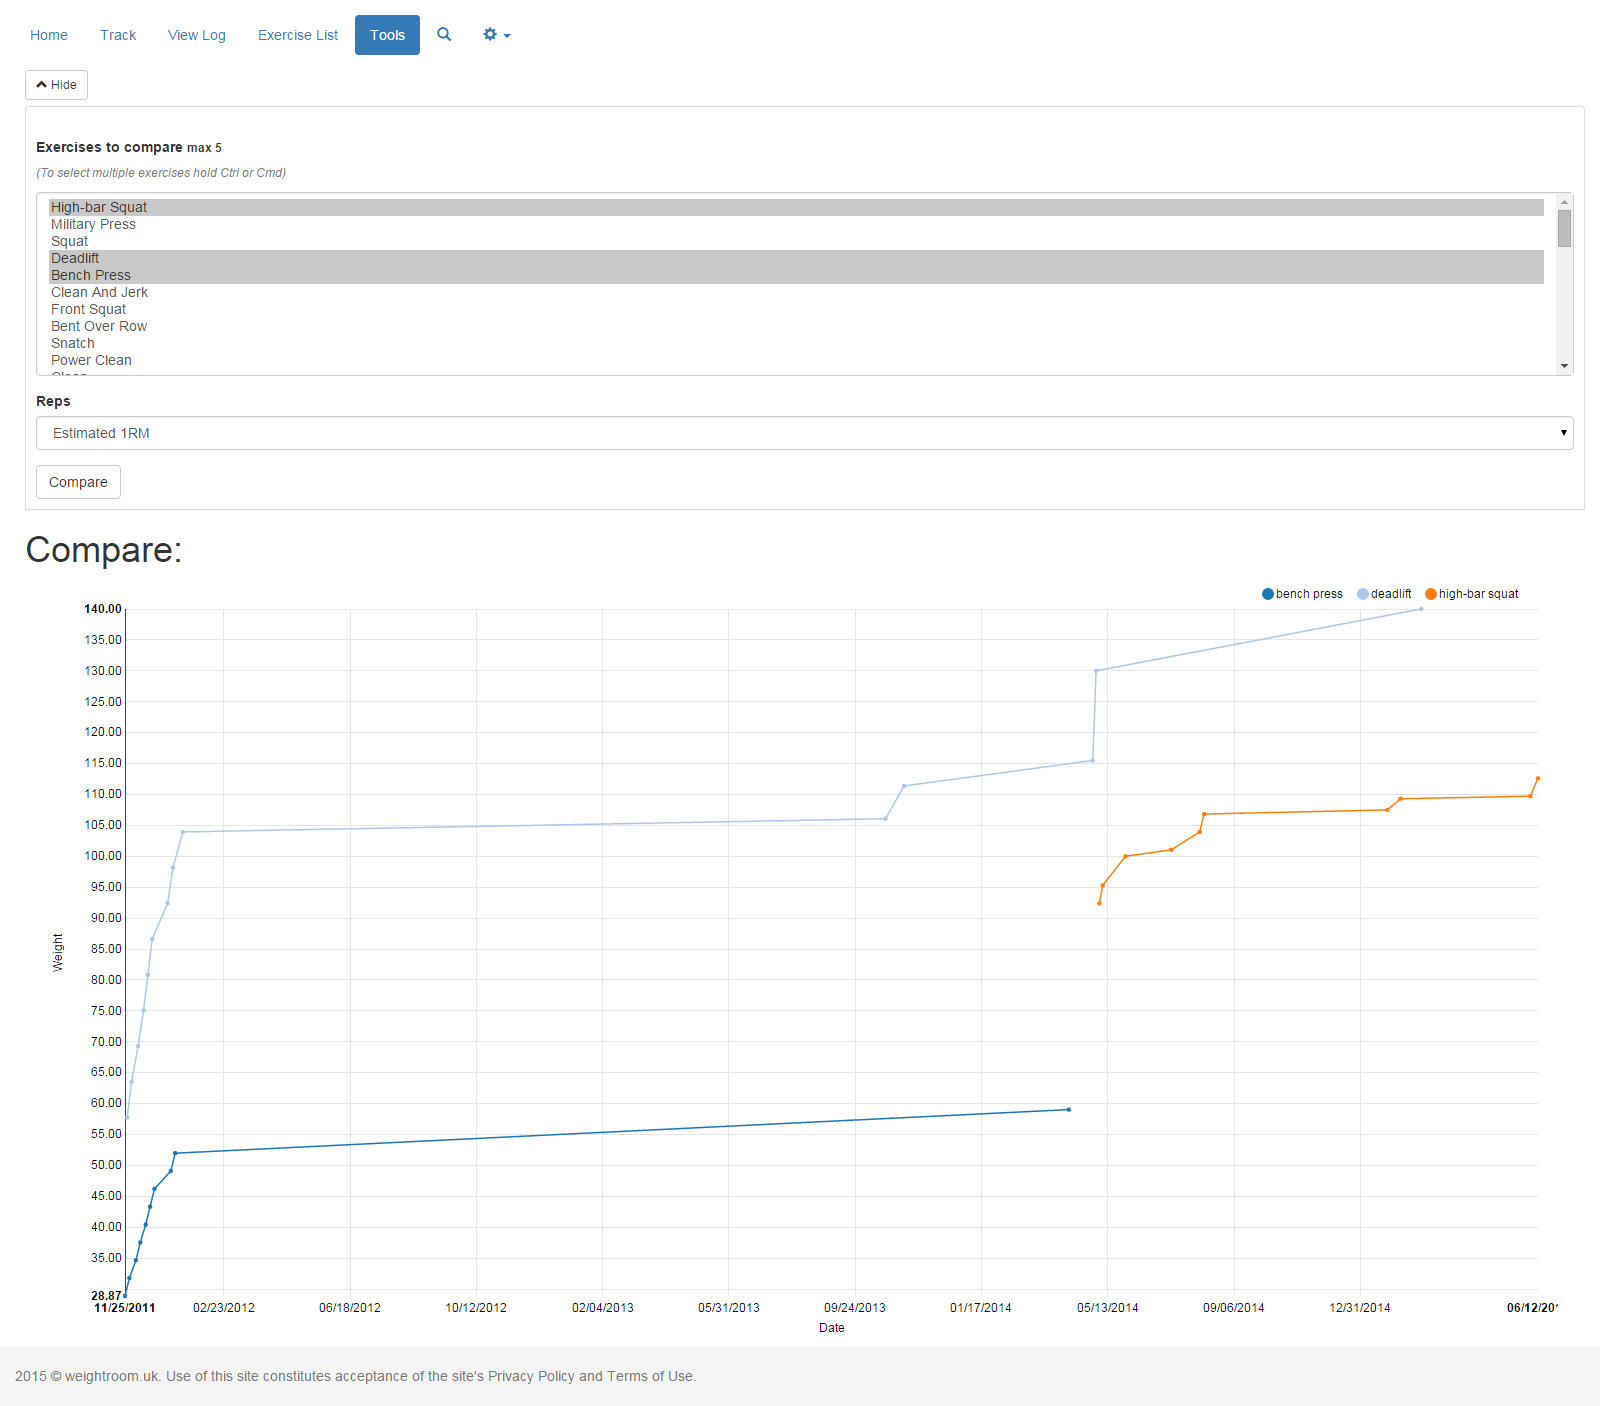 Home Track View Log Exercise List Tools
Hide
Exercises to compare max 5
(To select multiple exercises hold Ctrl or Cmd)
High-bar Squat
Military Press
Squat
Deadlift
Bench Press
Clean And Jerk
Front Squat
Bent Over Row
Snatch
Power Clean
Clean
Reps
Estimated 1RM
Compare
Compare:
bench press deadlift high-bar squat
140.00
135.00
130.00
125.00
120.00
115.00
110.00
105.00
100.00
95.00
90.00
85.00
80.00
75.00
70.00
65.00
60.00
55.00
50.00
45.00
40.00
35.00
28.87
Weight
11/25/2011 02/23/2012 06/18/2012 10/12/2012 02/04/2013 05/31/2013 09/24/2013 01/17/2014 05/13/2014 09/06/2014 12/31/2014 06/12/201
Date
2015 © weightroom.uk. Use of this site constitutes acceptance of the site's Privacy Policy and Terms of Use.